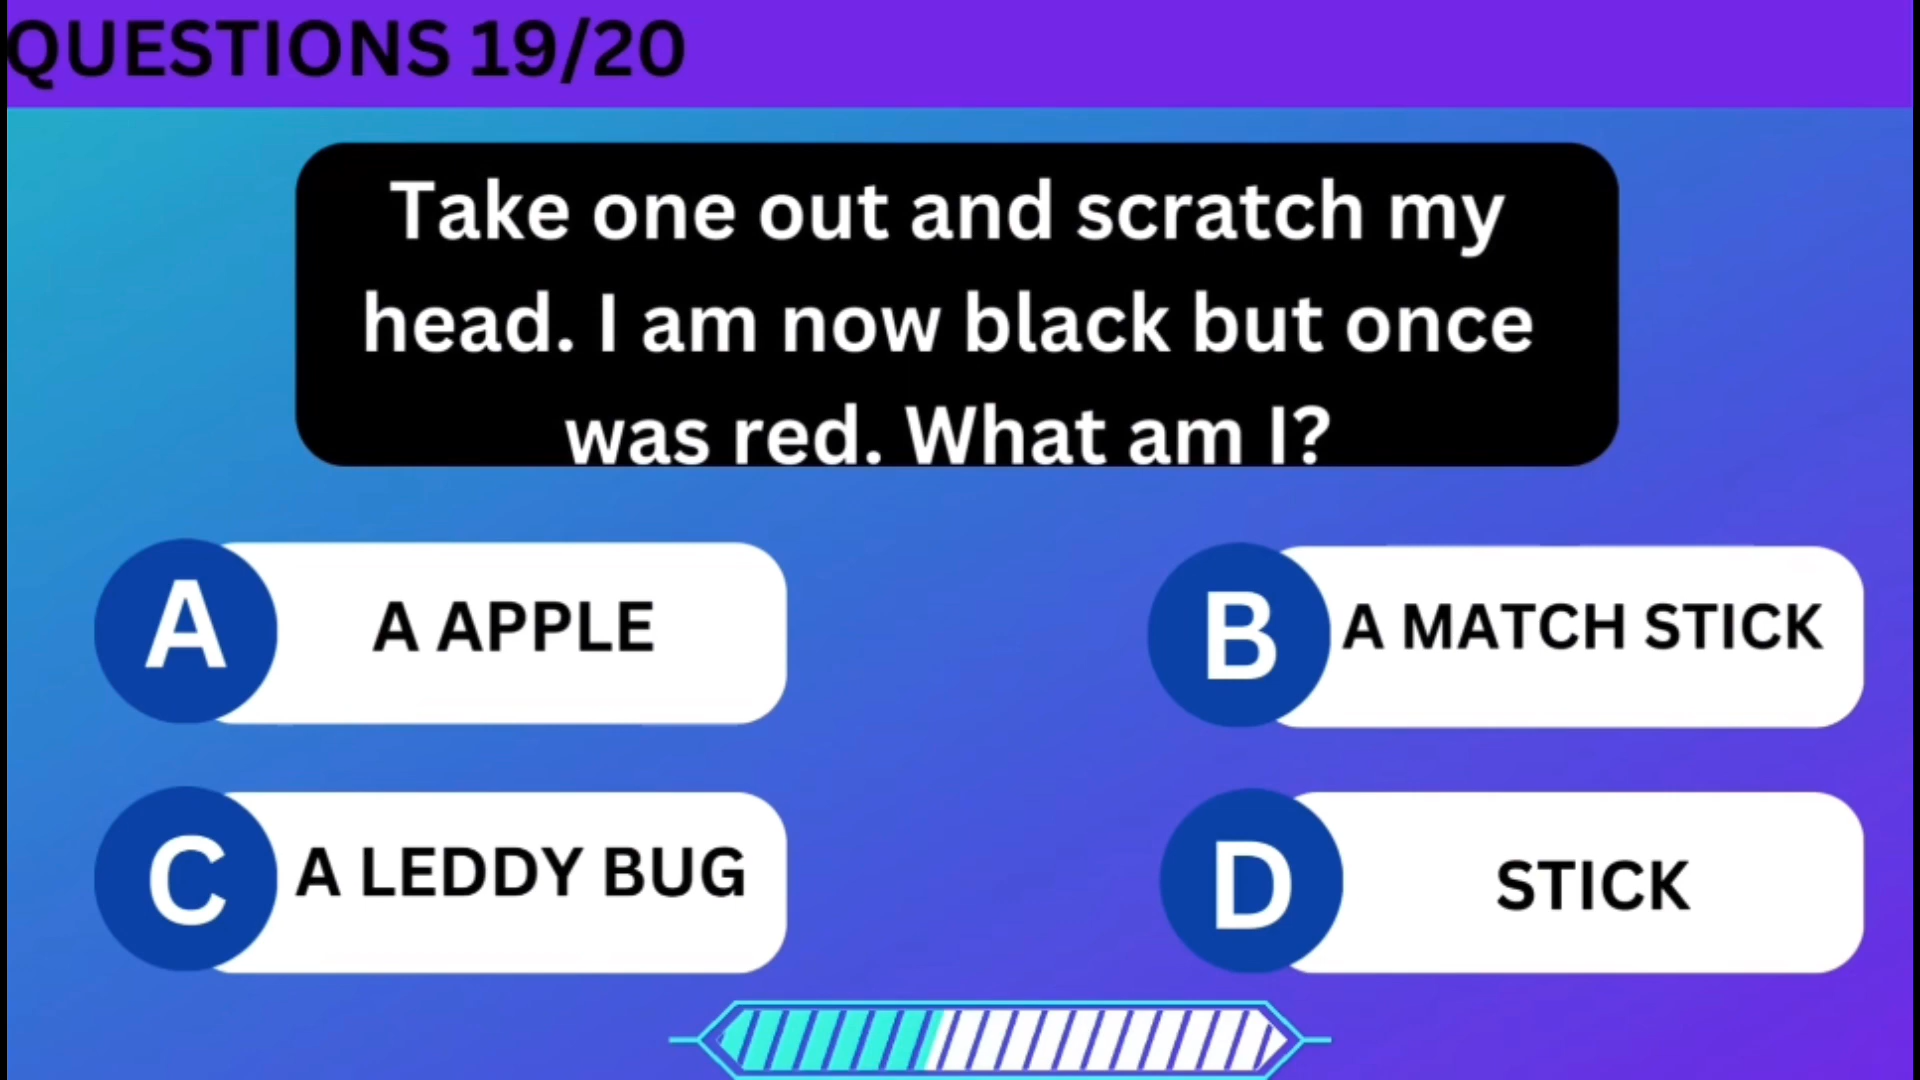 QUESTIONS 19/20
Take one out and scratch my
head. I am now black but once
was red. What am I?
A A APPLE
B A MATCH STICK
C A LEDDY BUG
D STICK